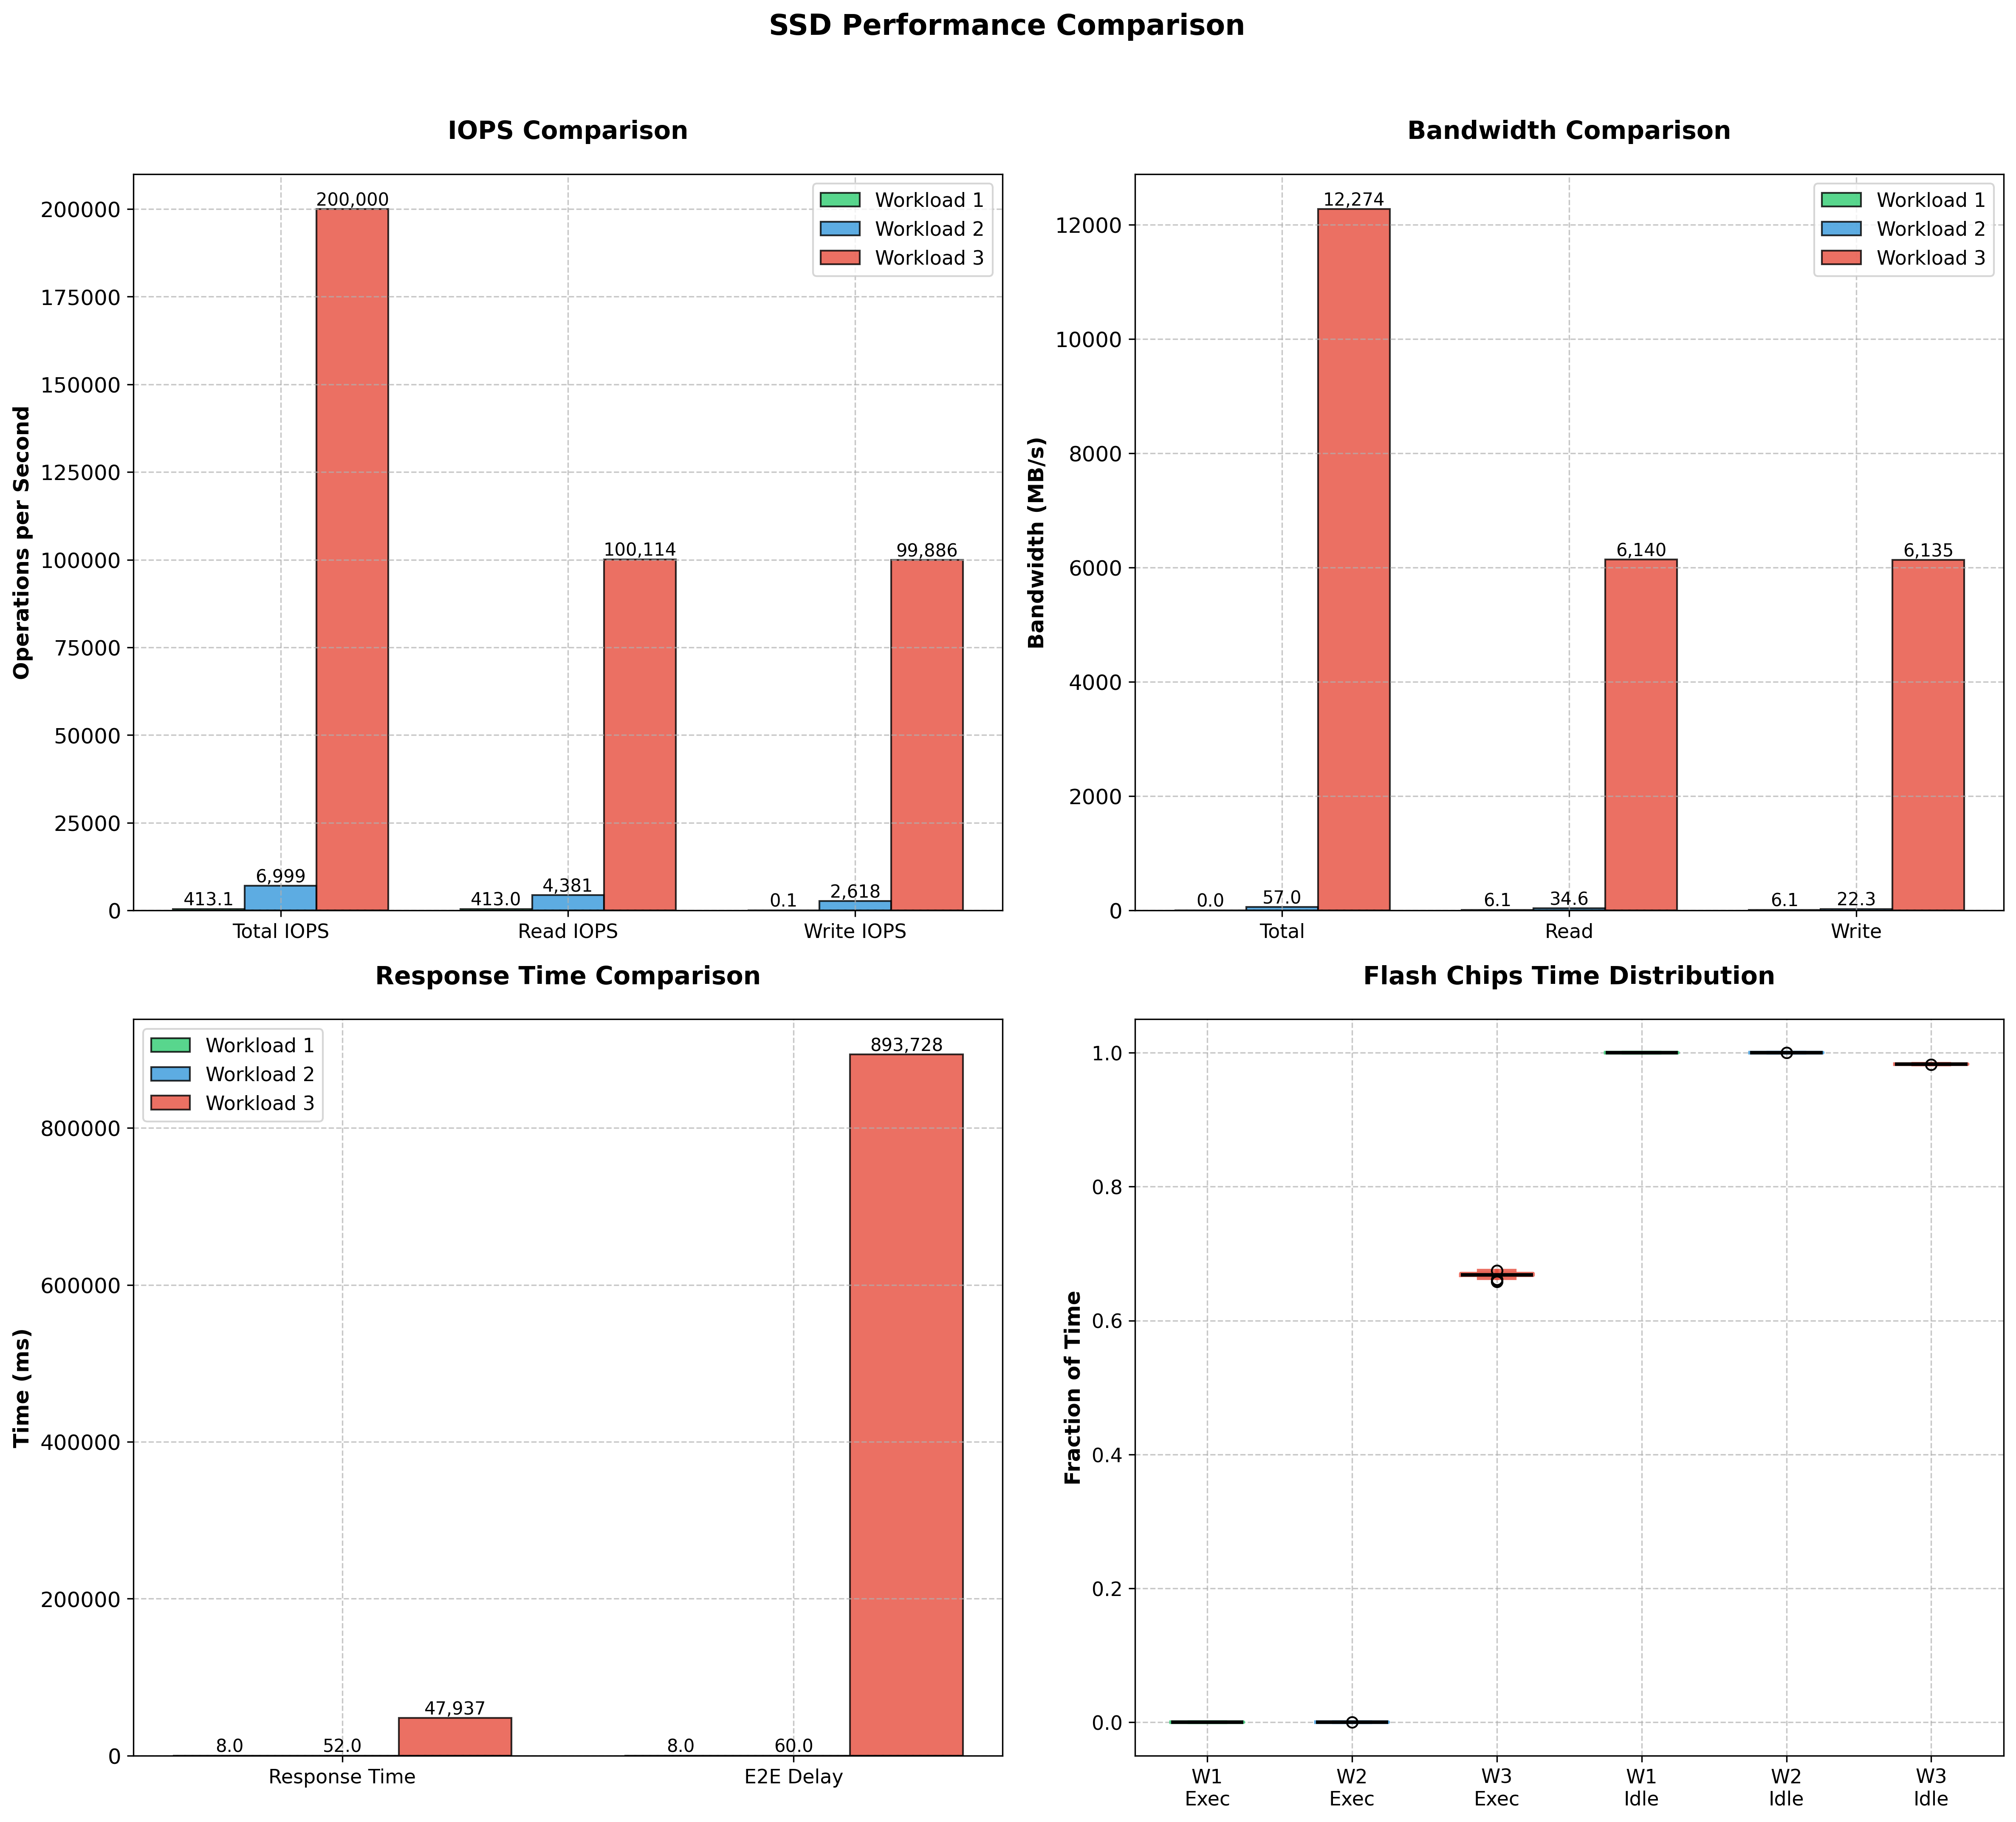 SSD Performance Comparison
IOPS Comparison
Operations per Second
200000
175000
150000
125000
100000
75000
50000
25000
0
Workload 1
Workload 2
Workload 3
413.1
6,999
200,000
413.0
4,381
100,114
0.1
2,618
99,886
Total IOPS
Read IOPS
Write IOPS
Bandwidth Comparison
Bandwidth (MB/s)
12000
10000
8000
6000
4000
2000
0
Workload 1
Workload 2
Workload 3
0.0
57.0
12,274
6.1
34.6
6,140
6.1
22.3
6,135
Total
Read
Write
Response Time Comparison
Time (ms)
800000
600000
400000
200000
0
Workload 1
Workload 2
Workload 3
8.0
52.0
47,937
8.0
60.0
893,728
Response Time
E2E Delay
Flash Chips Time Distribution
Fraction of Time
1.0
0.8
0.6
0.4
0.2
0.0
W1
Exec
W2
Exec
W3
Exec
W1
Idle
W2
Idle
W3
Idle